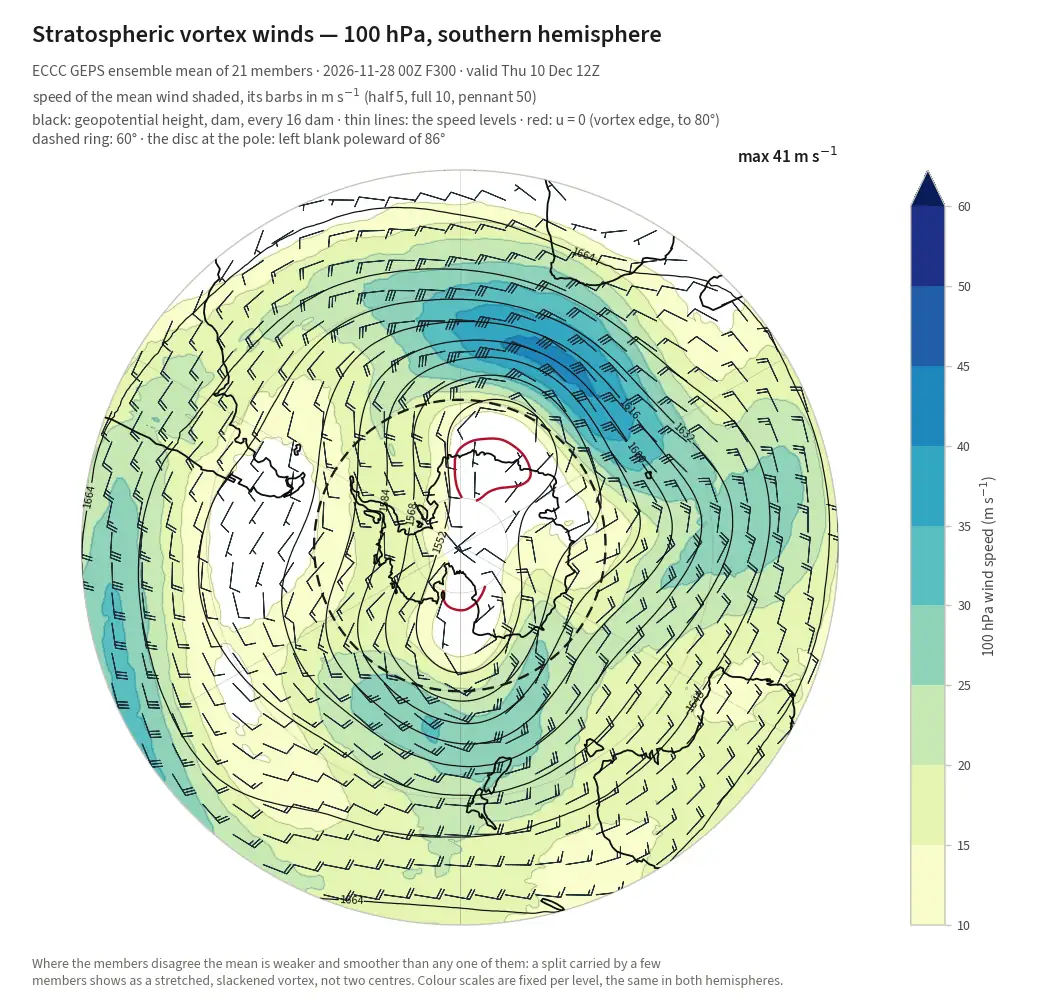 Stratospheric vortex winds — 100 hPa, southern hemisphere
ECCC GEPS ensemble mean of 21 members · 2026-11-28 00Z F300 · valid Thu 10 Dec 12Z
speed of the mean wind shaded, its barbs in m s⁻¹ (half 5, full 10, pennant 50)
black: geopotential height, dam, every 16 dam · thin lines: the speed levels · red: u = 0 (vortex edge, to 80°)
dashed ring: 60° · the disc at the pole: left blank poleward of 86°
max 41 m s⁻¹
1664
1616
1632
1600
1664
1584
1568
1552
1648
1664
60
50
45
40
35
30
25
20
15
10
100 hPa wind speed (m s⁻¹)
Where the members disagree the mean is weaker and smoother than any one of them: a split carried by a few
members shows as a stretched, slackened vortex, not two centres. Colour scales are fixed per level, the same in both hemispheres.